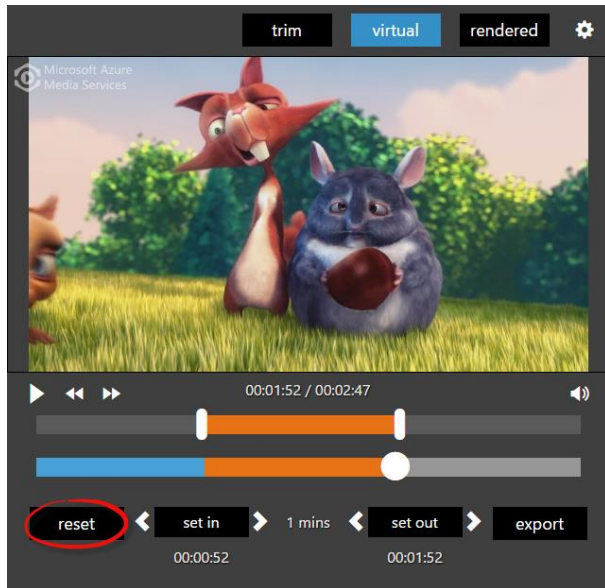 trim virtual rendered
Microsoft Azure
Media Services
00:01:52 / 00:02:47
reset set in 1 mins set out export
00:00:52 00:01:52